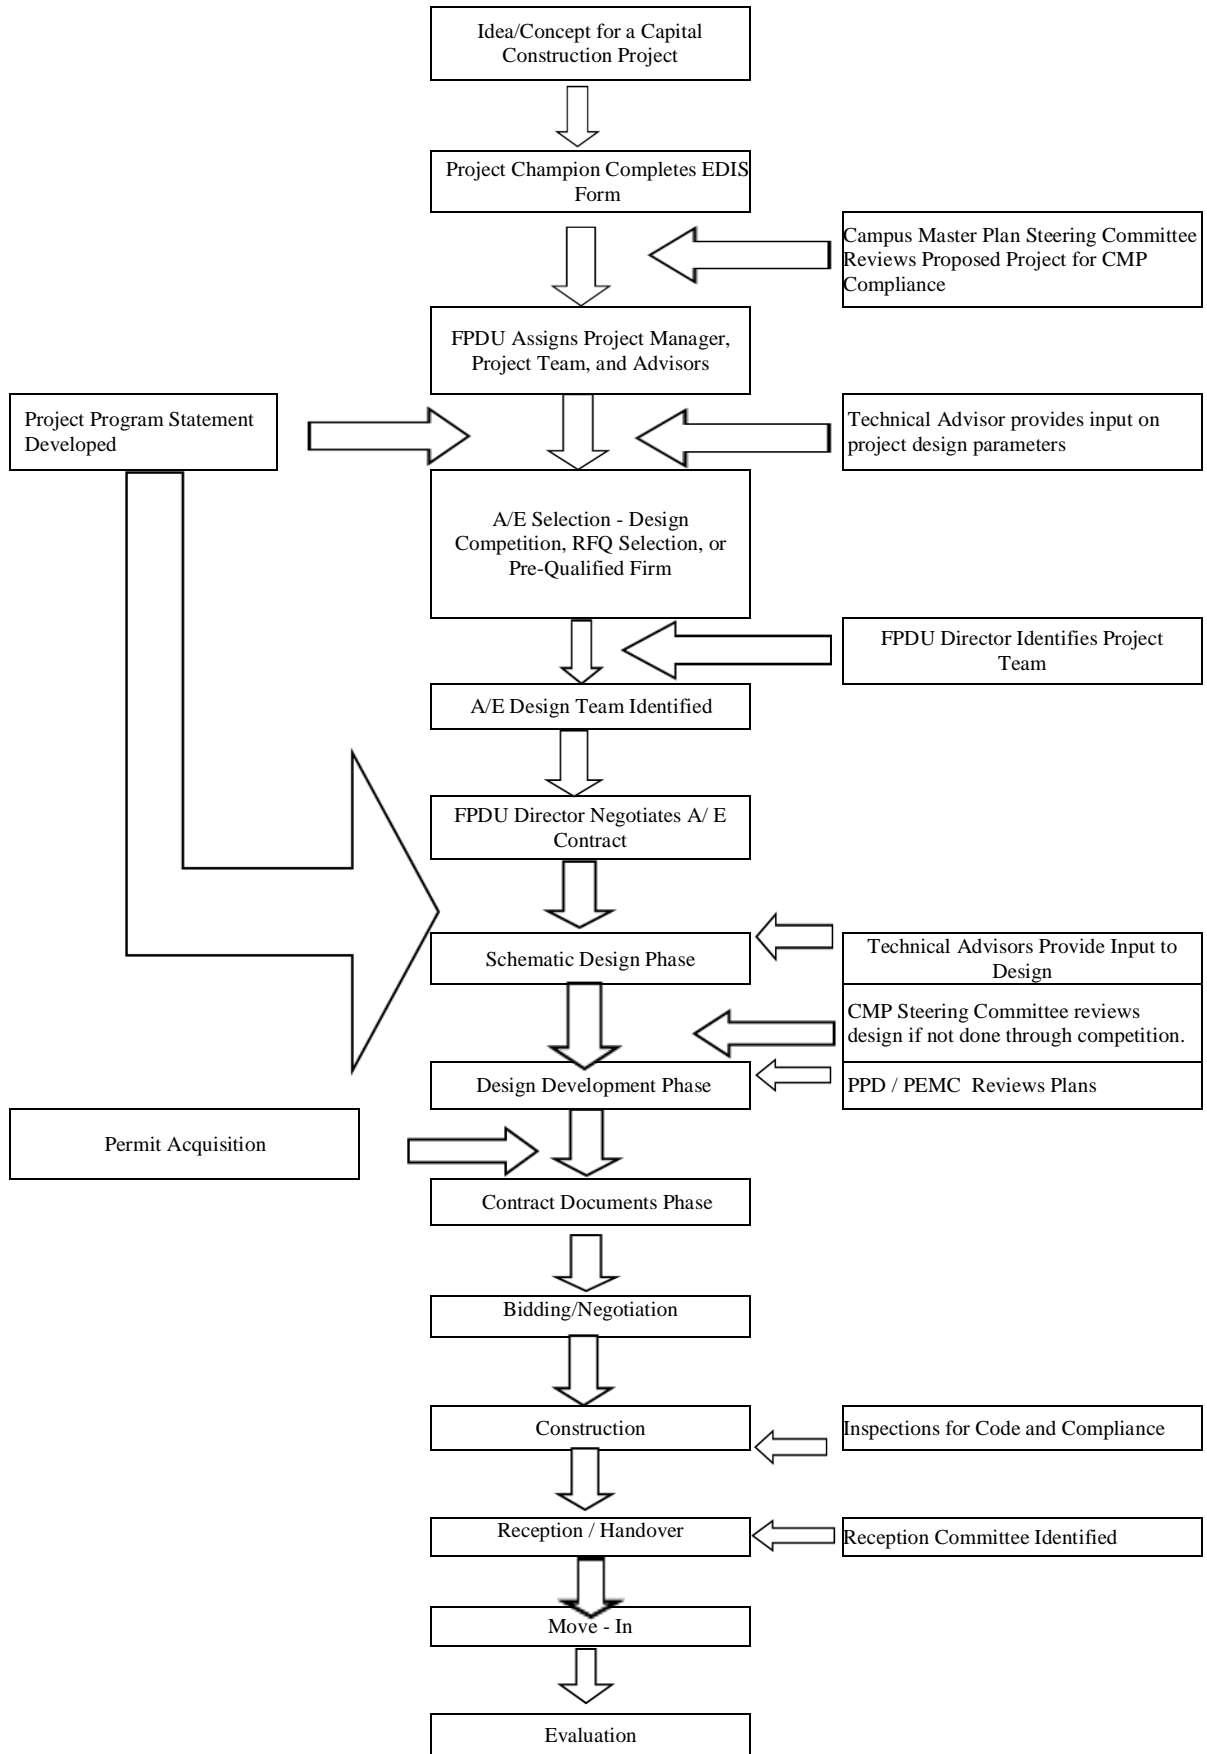 Idea/Concept for a Capital
Construction Project
Project Champion Completes EDIS
Form
Campus Master Plan Steering Committee
Reviews Proposed Project for CMP
Compliance
FPDU Assigns Project Manager,
Project Team, and Advisors
Project Program Statement
Developed
Technical Advisor provides input on
project design parameters
A/E Selection - Design
Competition, RFQ Selection, or
Pre-Qualified Firm
FPDU Director Identifies Project
Team
A/E Design Team Identified
FPDU Director Negotiates A/ E
Contract
Schematic Design Phase
Technical Advisors Provide Input to
Design
CMP Steering Committee reviews
design if not done through competition.
Design Development Phase
PPD / PEMC Reviews Plans
Permit Acquisition
Contract Documents Phase
Bidding/Negotiation
Construction
Inspections for Code and Compliance
Reception / Handover
Reception Committee Identified
Move - In
Evaluation